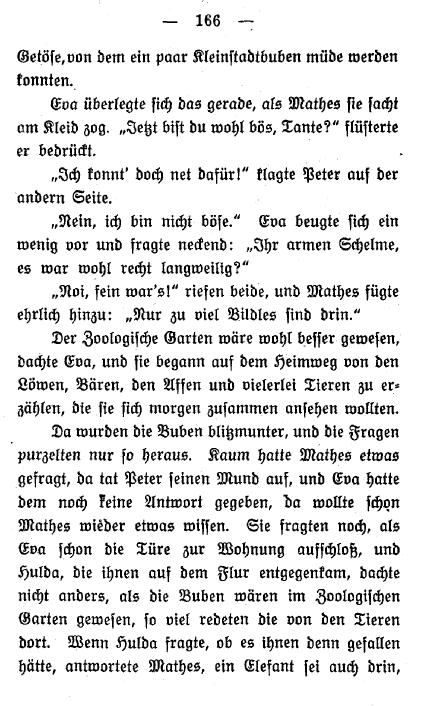 — 166 —
Getöse, von dem ein paar Kleinstadtbuben müde werden
konnten.
Eva überlegte sich das gerade, als Mathes sie sacht
am Kleid zog. „Jetzt bist du wohl bös, Tante?“ flüsterte
er bedrückt.
„Ich konnt' doch net dafür!“ klagte Peter auf der
andern Seite.
„Nein, ich bin nicht böse.“ Eva beugte sich ein
wenig vor und fragte neckend: „Ihr armen Schelme,
es war wohl recht langweilig?“
„Noi, fein war's!“ riefen beide, und Mathes fügte
ehrlich hinzu: „Nur zu viel Bildles sind drin.“
Der Zoologische Garten wäre wohl besser gewesen,
dachte Eva, und sie begann auf dem Heimweg von den
Löwen, Bären, den Affen und vielerlei Tieren zu er-
zählen, die sie sich morgen zusammen ansehen wollten.
Da wurden die Buben blitzmunter, und die Fragen
purzelten nur so heraus. Kaum hatte Mathes etwas
gefragt, da tat Peter seinen Mund auf, und Eva hatte
dem noch keine Antwort gegeben, da wollte schon
Mathes wieder etwas wissen. Sie fragten noch, als
Eva schon die Türe zur Wohnung aufschloß, und
Hulda, die ihnen auf dem Flur entgegenkam, dachte
nicht anders, als die Buben wären im Zoologischen
Garten gewesen, so viel redeten die von den Tieren
dort. Wenn Hulda fragte, ob es ihnen denn gefallen
hätte, antwortete Mathes, ein Elefant sei auch drin,